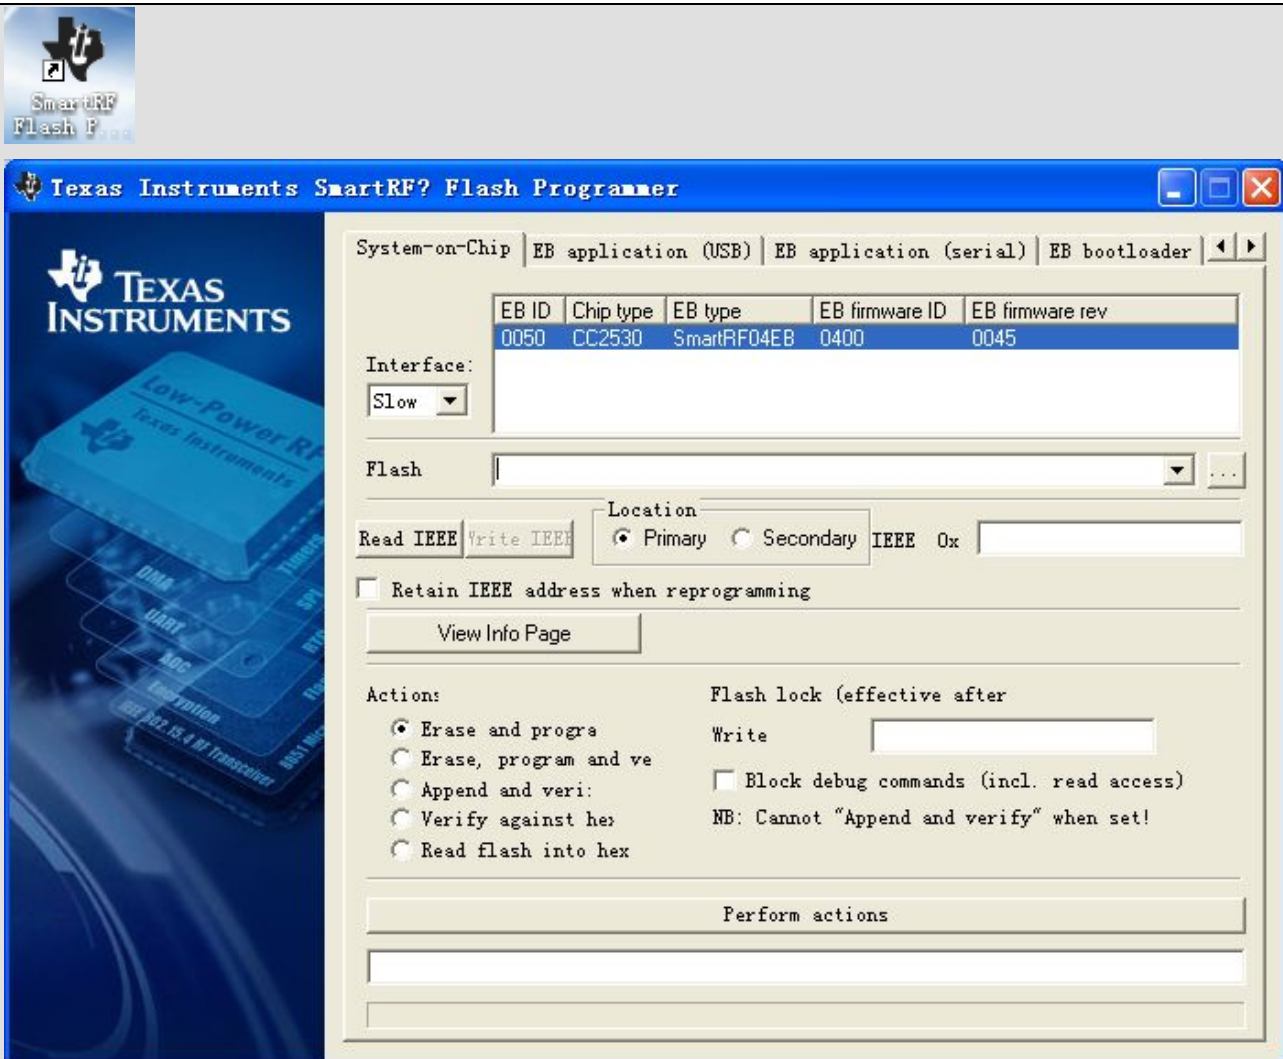 SmartRF
Flash P...
Texas Instruments SmartRF? Flash Programmer
TEXAS
INSTRUMENTS
Low-Power RF
Texas Instruments
Timers
SPI
RTC
DMA
UART
ADC
Encryption
IEEE 802.15.4 RF Transceiver
System-on-Chip EB application (USB) EB application (serial) EB bootloader
EB ID Chip type EB type EB firmware ID EB firmware rev
0050 CC2530 SmartRF04EB 0400 0045
Interface:
Slow
Flash ...
Location
Read IEEE Write IEEE Primary Secondary IEEE 0x
Retain IEEE address when reprogramming
View Info Page
Action: Flash lock (effective after
Erase and progra Write
Erase, program and ve
Append and veri: Block debug commands (incl. read access)
Verify against hex NB: Cannot "Append and verify" when set!
Read flash into hex
Perform actions